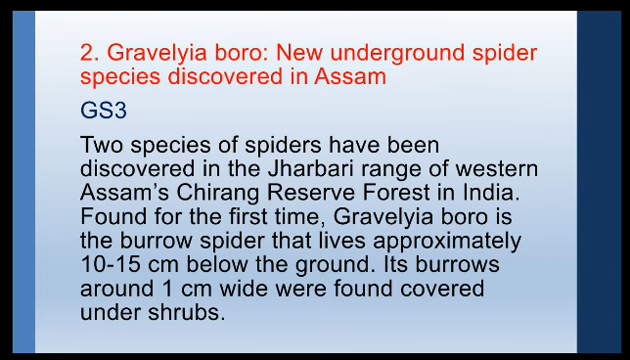 2. Gravelyia boro: New underground spider
species discovered in Assam
GS3
Two species of spiders have been
discovered in the Jharbari range of western
Assam's Chirang Reserve Forest in India.
Found for the first time, Gravelyia boro is
the burrow spider that lives approximately
10-15 cm below the ground. Its burrows
around 1 cm wide were found covered
under shrubs.